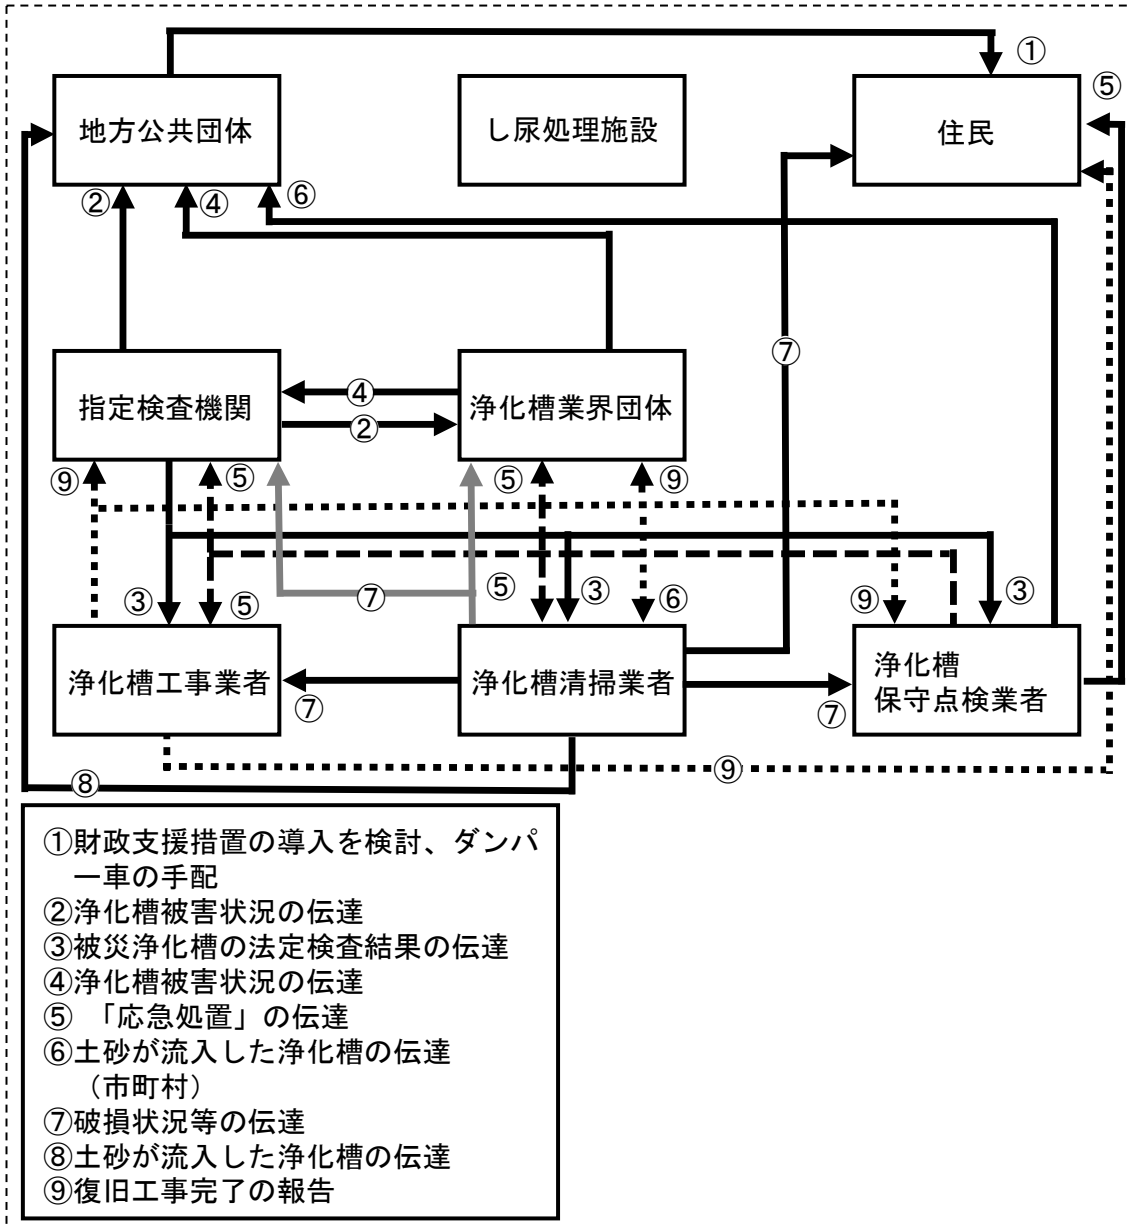 ①
⑤
地方公共団体
し尿処理施設
住民
②
④
⑥
⑦
指定検査機関
浄化槽業界団体
④
②
⑨
⑤
⑤
⑨
③
⑤
⑦
⑤
③
⑥
⑨
③
浄化槽工事業者
浄化槽清掃業者
浄化槽
保守点検業者
⑦
⑦
⑧
⑨
①財政支援措置の導入を検討、ダンパ
ー車の手配
②浄化槽被害状況の伝達
③被災浄化槽の法定検査結果の伝達
④浄化槽被害状況の伝達
⑤ 「応急処置」の伝達
⑥土砂が流入した浄化槽の伝達
（市町村）
⑦破損状況等の伝達
⑧土砂が流入した浄化槽の伝達
⑨復旧工事完了の報告